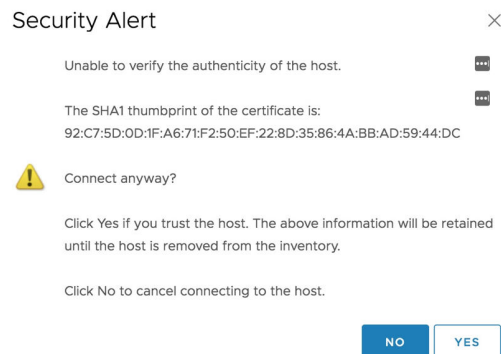 Security Alert
Unable to verify the authenticity of the host.
The SHA1 thumbprint of the certificate is:
92:C7:5D:0D:1F:A6:71:F2:50:EF:22:8D:35:86:4A:BB:AD:59:44:DC
Connect anyway?
Click Yes if you trust the host. The above information will be retained
until the host is removed from the inventory.
Click No to cancel connecting to the host.
NO
YES